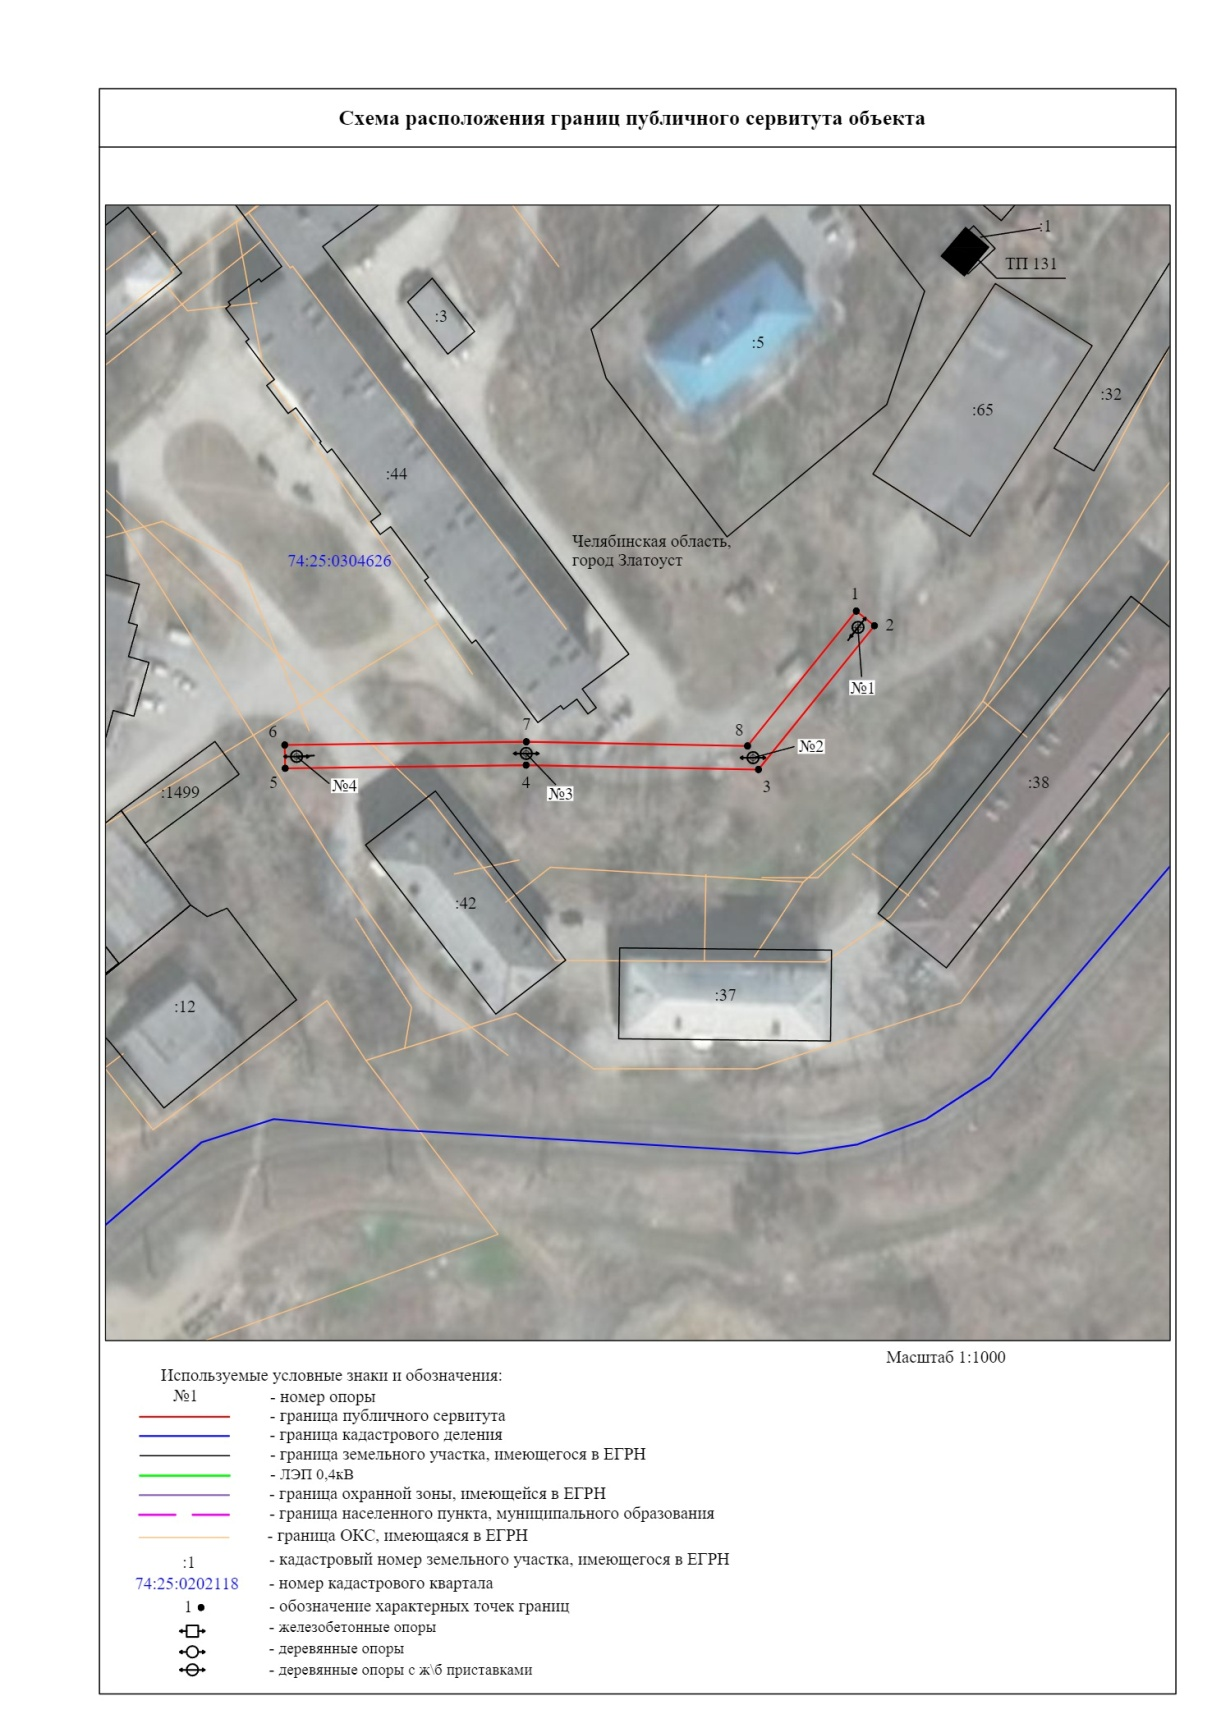 Схема расположения границ публичного сервитута объекта
:1
ТП 131
:3
:5
:32
:65
:44
Челябинская область,
город Златоуст
74:25:0304626
1
2
№1
6
7
8
№2
5
№4
4
№3
3
:1499
:38
:42
:37
:12
Масштаб 1:1000
Используемые условные знаки и обозначения:
№1 - номер опоры
- граница публичного сервитута
- граница кадастрового деления
- граница земельного участка, имеющегося в ЕГРН
- ЛЭП 0,4кВ
- граница охранной зоны, имеющейся в ЕГРН
- граница населенного пункта, муниципального образования
- граница ОКС, имеющаяся в ЕГРН
:1 - кадастровый номер земельного участка, имеющегося в ЕГРН
74:25:0202118 - номер кадастрового квартала
1 - обозначение характерных точек границ
- железобетонные опоры
- деревянные опоры
- деревянные опоры с ж\б приставками